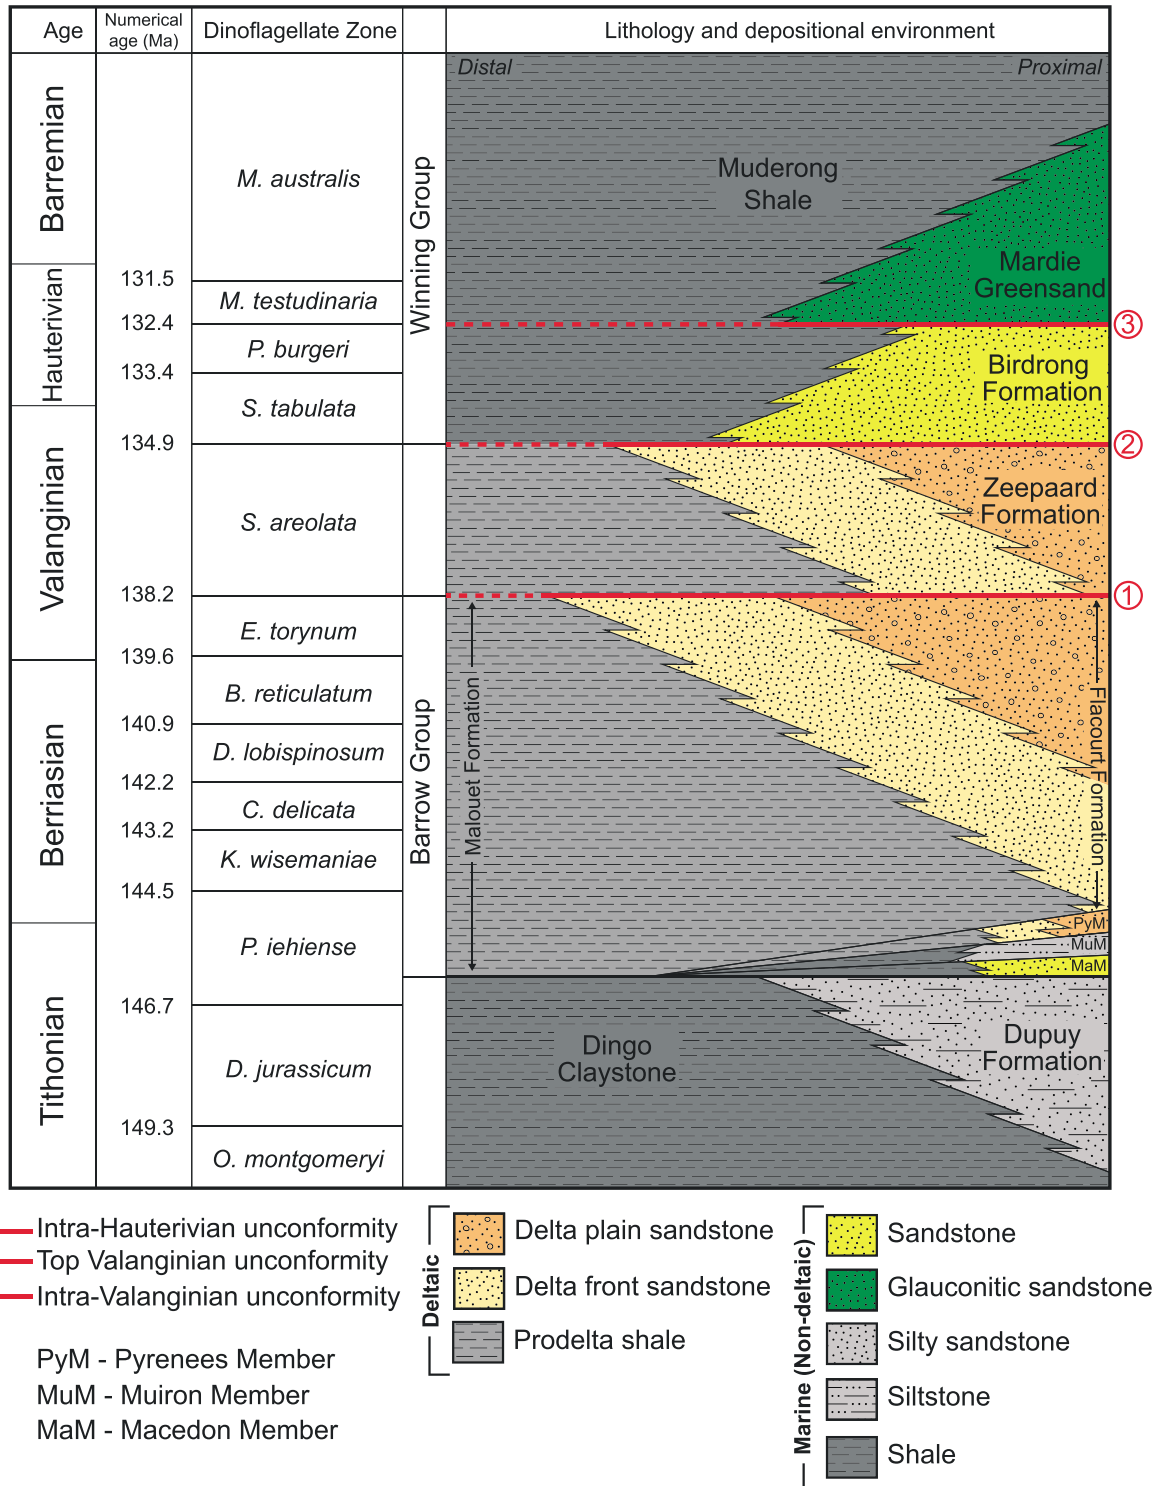 Age
Numerical
age (Ma)
Dinoflagellate Zone
Lithology and depositional environment
Distal
Proximal
Barremian
Hauterivian
Valanginian
Berriasian
Tithonian
131.5
132.4
133.4
134.9
138.2
139.6
140.9
142.2
143.2
144.5
146.7
149.3
M. australis
M. testudinaria
P. burgeri
S. tabulata
S. areolata
E. torynum
B. reticulatum
D. lobispinosum
C. delicata
K. wisemaniae
P. iehiense
D. jurassicum
O. montgomeryi
Winning Group
Barrow Group
Muderong
Shale
Mardie
Greensand
3
Birdrong
Formation
2
Zeepaard
Formation
1
Malouet Formation
Flacourt Formation
PyM
MuM
MaM
Dingo
Claystone
Dupuy
Formation
Intra-Hauterivian unconformity
Top Valanginian unconformity
Intra-Valanginian unconformity
PyM - Pyrenees Member
MuM - Muiron Member
MaM - Macedon Member
Deltaic
Delta plain sandstone
Delta front sandstone
Prodelta shale
Marine (Non-deltaic)
Sandstone
Glauconitic sandstone
Silty sandstone
Siltstone
Shale